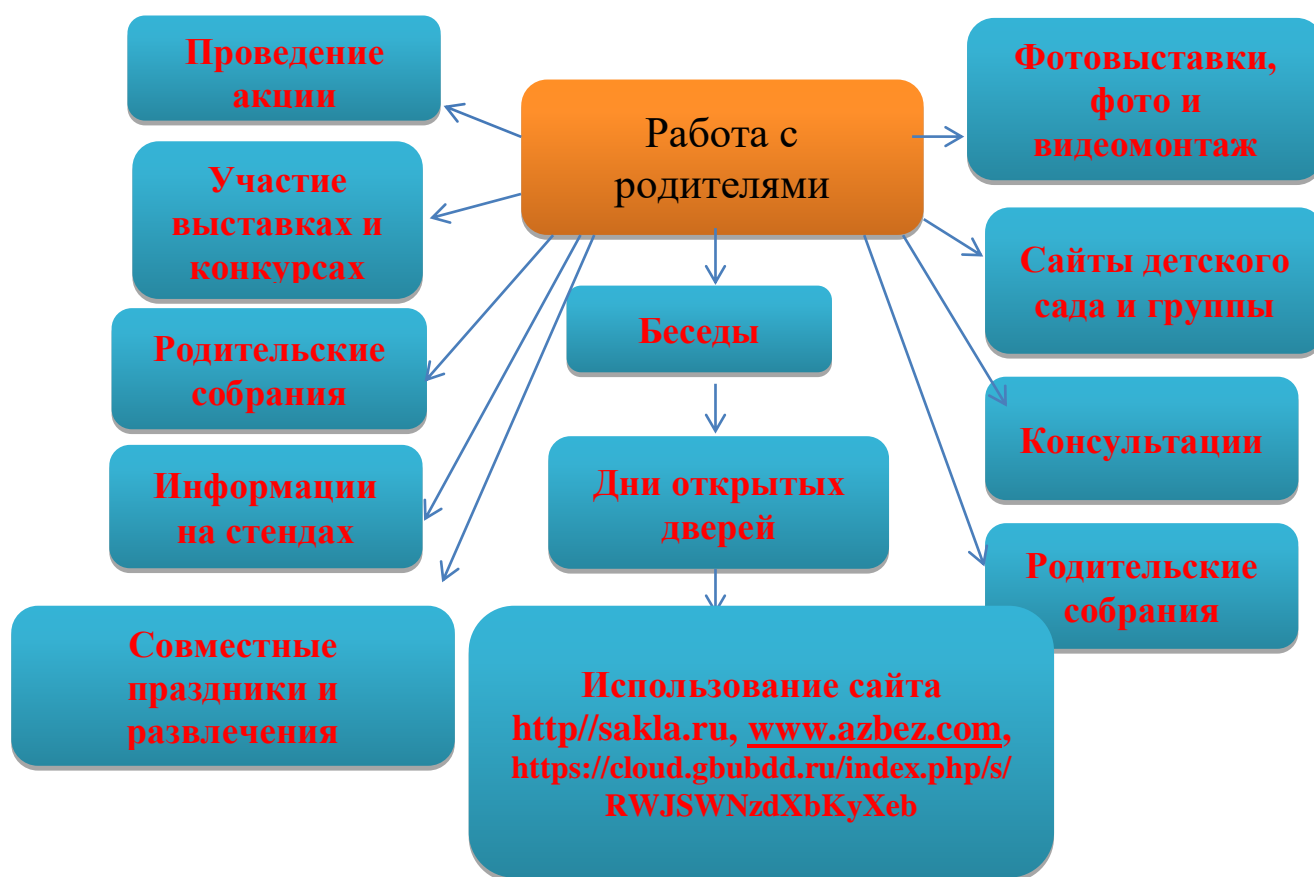 Проведение
акции
Работа с
родителями
Фотовыставки,
фото и
видеомонтаж
Участие
выставках и
конкурсах
Сайты детского
сада и группы
Родительские
собрания
Беседы
Консультации
Информации
на стендах
Дни открытых
дверей
Родительские
собрания
Совместные
праздники и
развлечения
Использование сайта
http//sakla.ru, www.azbez.com,
https://cloud.gbubdd.ru/index.php/s/
RWJSWNzdXbKyXeb